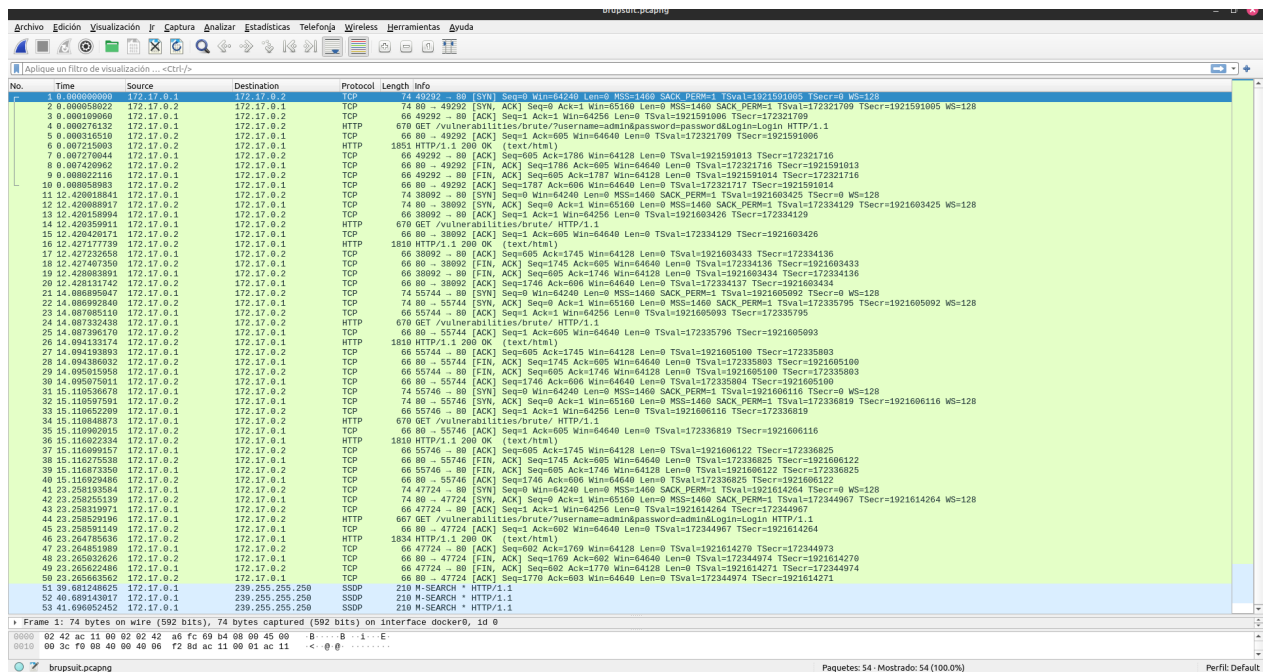 brupsuit.pcapng
Archivo Edición Visualización Ir Captura Analizar Estadísticas Telefonía Wireless Herramientas Ayuda
Aplique un filtro de visualización … <Ctrl-/>
No. Time Source Destination Protocol Length Info
1 0.000000000 172.17.0.1 172.17.0.2 TCP 74 49292 → 80 [SYN] Seq=0 Win=64240 Len=0 MSS=1460 SACK_PERM=1 TSval=1921591005 TSecr=0 WS=128
2 0.000058022 172.17.0.2 172.17.0.1 TCP 74 80 → 49292 [SYN, ACK] Seq=0 Ack=1 Win=65160 Len=0 MSS=1460 SACK_PERM=1 TSval=172321709 TSecr=1921591005 WS=128
3 0.000109060 172.17.0.1 172.17.0.2 TCP 66 49292 → 80 [ACK] Seq=1 Ack=1 Win=64256 Len=0 TSval=1921591006 TSecr=172321709
4 0.000276132 172.17.0.1 172.17.0.2 HTTP 670 GET /vulnerabilities/brute/?username=admin&password=password&Login=Login HTTP/1.1
5 0.000316510 172.17.0.2 172.17.0.1 TCP 66 80 → 49292 [ACK] Seq=1 Ack=605 Win=64640 Len=0 TSval=172321709 TSecr=1921591006
6 0.007215003 172.17.0.2 172.17.0.1 HTTP 1851 HTTP/1.1 200 OK (text/html)
7 0.007270044 172.17.0.1 172.17.0.2 TCP 66 49292 → 80 [ACK] Seq=605 Ack=1786 Win=64128 Len=0 TSval=1921591013 TSecr=172321716
8 0.007420962 172.17.0.2 172.17.0.1 TCP 66 80 → 49292 [FIN, ACK] Seq=1786 Ack=605 Win=64640 Len=0 TSval=172321716 TSecr=1921591013
9 0.008022116 172.17.0.1 172.17.0.2 TCP 66 49292 → 80 [FIN, ACK] Seq=605 Ack=1787 Win=64128 Len=0 TSval=1921591014 TSecr=172321716
10 0.008058983 172.17.0.2 172.17.0.1 TCP 66 80 → 49292 [ACK] Seq=1787 Ack=606 Win=64640 Len=0 TSval=172321717 TSecr=1921591014
11 12.420018841 172.17.0.1 172.17.0.2 TCP 74 38092 → 80 [SYN] Seq=0 Win=64240 Len=0 MSS=1460 SACK_PERM=1 TSval=1921603425 TSecr=0 WS=128
12 12.420088917 172.17.0.2 172.17.0.1 TCP 74 80 → 38092 [SYN, ACK] Seq=0 Ack=1 Win=65160 Len=0 MSS=1460 SACK_PERM=1 TSval=172334129 TSecr=1921603425 WS=128
13 12.420158994 172.17.0.1 172.17.0.2 TCP 66 38092 → 80 [ACK] Seq=1 Ack=1 Win=64256 Len=0 TSval=1921603426 TSecr=172334129
14 12.420359911 172.17.0.1 172.17.0.2 HTTP 670 GET /vulnerabilities/brute/ HTTP/1.1
15 12.420420171 172.17.0.2 172.17.0.1 TCP 66 80 → 38092 [ACK] Seq=1 Ack=605 Win=64640 Len=0 TSval=172334129 TSecr=1921603426
16 12.427177739 172.17.0.2 172.17.0.1 HTTP 1810 HTTP/1.1 200 OK (text/html)
17 12.427232658 172.17.0.1 172.17.0.2 TCP 66 38092 → 80 [ACK] Seq=605 Ack=1745 Win=64128 Len=0 TSval=1921603433 TSecr=172334136
18 12.427407350 172.17.0.2 172.17.0.1 TCP 66 80 → 38092 [FIN, ACK] Seq=1745 Ack=605 Win=64640 Len=0 TSval=172334136 TSecr=1921603433
19 12.428083891 172.17.0.1 172.17.0.2 TCP 66 38092 → 80 [FIN, ACK] Seq=605 Ack=1746 Win=64128 Len=0 TSval=1921603434 TSecr=172334136
20 12.428131742 172.17.0.2 172.17.0.1 TCP 66 80 → 38092 [ACK] Seq=1746 Ack=606 Win=64640 Len=0 TSval=172334137 TSecr=1921603434
21 14.086895047 172.17.0.1 172.17.0.2 TCP 74 55744 → 80 [SYN] Seq=0 Win=64240 Len=0 MSS=1460 SACK_PERM=1 TSval=1921605092 TSecr=0 WS=128
22 14.086992840 172.17.0.2 172.17.0.1 TCP 74 80 → 55744 [SYN, ACK] Seq=0 Ack=1 Win=65160 Len=0 MSS=1460 SACK_PERM=1 TSval=172335795 TSecr=1921605092 WS=128
23 14.087085110 172.17.0.1 172.17.0.2 TCP 66 55744 → 80 [ACK] Seq=1 Ack=1 Win=64256 Len=0 TSval=1921605093 TSecr=172335795
24 14.087332438 172.17.0.1 172.17.0.2 HTTP 670 GET /vulnerabilities/brute/ HTTP/1.1
25 14.087396170 172.17.0.2 172.17.0.1 TCP 66 80 → 55744 [ACK] Seq=1 Ack=605 Win=64640 Len=0 TSval=172335796 TSecr=1921605093
26 14.094133174 172.17.0.2 172.17.0.1 HTTP 1810 HTTP/1.1 200 OK (text/html)
27 14.094193893 172.17.0.1 172.17.0.2 TCP 66 55744 → 80 [ACK] Seq=605 Ack=1745 Win=64128 Len=0 TSval=1921605100 TSecr=172335803
28 14.094386032 172.17.0.2 172.17.0.1 TCP 66 80 → 55744 [FIN, ACK] Seq=1745 Ack=605 Win=64640 Len=0 TSval=172335803 TSecr=1921605100
29 14.095015958 172.17.0.1 172.17.0.2 TCP 66 55744 → 80 [FIN, ACK] Seq=605 Ack=1746 Win=64128 Len=0 TSval=1921605100 TSecr=172335803
30 14.095075011 172.17.0.2 172.17.0.1 TCP 66 80 → 55744 [ACK] Seq=1746 Ack=606 Win=64640 Len=0 TSval=172335804 TSecr=1921605100
31 15.110536678 172.17.0.1 172.17.0.2 TCP 74 55746 → 80 [SYN] Seq=0 Win=64240 Len=0 MSS=1460 SACK_PERM=1 TSval=1921606116 TSecr=0 WS=128
32 15.110597591 172.17.0.2 172.17.0.1 TCP 74 80 → 55746 [SYN, ACK] Seq=0 Ack=1 Win=65160 Len=0 MSS=1460 SACK_PERM=1 TSval=172336819 TSecr=1921606116 WS=128
33 15.110652209 172.17.0.1 172.17.0.2 TCP 66 55746 → 80 [ACK] Seq=1 Ack=1 Win=64256 Len=0 TSval=1921606116 TSecr=172336819
34 15.110848873 172.17.0.1 172.17.0.2 HTTP 670 GET /vulnerabilities/brute/ HTTP/1.1
35 15.110902015 172.17.0.2 172.17.0.1 TCP 66 80 → 55746 [ACK] Seq=1 Ack=605 Win=64640 Len=0 TSval=172336819 TSecr=1921606116
36 15.116022334 172.17.0.2 172.17.0.1 HTTP 1810 HTTP/1.1 200 OK (text/html)
37 15.116099157 172.17.0.1 172.17.0.2 TCP 66 55746 → 80 [ACK] Seq=605 Ack=1745 Win=64128 Len=0 TSval=1921606122 TSecr=172336825
38 15.116275538 172.17.0.2 172.17.0.1 TCP 66 80 → 55746 [FIN, ACK] Seq=1745 Ack=605 Win=64640 Len=0 TSval=172336825 TSecr=1921606122
39 15.116873350 172.17.0.1 172.17.0.2 TCP 66 55746 → 80 [FIN, ACK] Seq=605 Ack=1746 Win=64128 Len=0 TSval=1921606122 TSecr=172336825
40 15.116929486 172.17.0.2 172.17.0.1 TCP 66 80 → 55746 [ACK] Seq=1746 Ack=606 Win=64640 Len=0 TSval=172336825 TSecr=1921606122
41 23.258193584 172.17.0.1 172.17.0.2 TCP 74 47724 → 80 [SYN] Seq=0 Win=64240 Len=0 MSS=1460 SACK_PERM=1 TSval=1921614264 TSecr=0 WS=128
42 23.258255139 172.17.0.2 172.17.0.1 TCP 74 80 → 47724 [SYN, ACK] Seq=0 Ack=1 Win=65160 Len=0 MSS=1460 SACK_PERM=1 TSval=172344967 TSecr=1921614264 WS=128
43 23.258319971 172.17.0.1 172.17.0.2 TCP 66 47724 → 80 [ACK] Seq=1 Ack=1 Win=64256 Len=0 TSval=1921614264 TSecr=172344967
44 23.258529196 172.17.0.1 172.17.0.2 HTTP 667 GET /vulnerabilities/brute/?username=admin&password=admin&Login=Login HTTP/1.1
45 23.258591149 172.17.0.2 172.17.0.1 TCP 66 80 → 47724 [ACK] Seq=1 Ack=602 Win=64640 Len=0 TSval=172344967 TSecr=1921614264
46 23.264785636 172.17.0.2 172.17.0.1 HTTP 1834 HTTP/1.1 200 OK (text/html)
47 23.264851989 172.17.0.1 172.17.0.2 TCP 66 47724 → 80 [ACK] Seq=602 Ack=1769 Win=64128 Len=0 TSval=1921614270 TSecr=172344973
48 23.265032626 172.17.0.2 172.17.0.1 TCP 66 80 → 47724 [FIN, ACK] Seq=1769 Ack=602 Win=64640 Len=0 TSval=172344974 TSecr=1921614270
49 23.265622486 172.17.0.1 172.17.0.2 TCP 66 47724 → 80 [FIN, ACK] Seq=602 Ack=1770 Win=64128 Len=0 TSval=1921614271 TSecr=172344974
50 23.265663562 172.17.0.2 172.17.0.1 TCP 66 80 → 47724 [ACK] Seq=1770 Ack=603 Win=64640 Len=0 TSval=172344974 TSecr=1921614271
51 39.681248625 172.17.0.1 239.255.255.250 SSDP 210 M-SEARCH * HTTP/1.1
52 40.689143017 172.17.0.1 239.255.255.250 SSDP 210 M-SEARCH * HTTP/1.1
53 41.696052452 172.17.0.1 239.255.255.250 SSDP 210 M-SEARCH * HTTP/1.1
Frame 1: 74 bytes on wire (592 bits), 74 bytes captured (592 bits) on interface docker0, id 0
0000 02 42 ac 11 00 02 02 42 a6 fc 69 b4 08 00 45 00 ·B·····B ··i···E·
0010 00 3c f0 08 40 00 40 06 f2 8d ac 11 00 01 ac 11 ·<··@·@· ········
brupsuit.pcapng Paquetes: 54 · Mostrado: 54 (100.0%) Perfil: Default